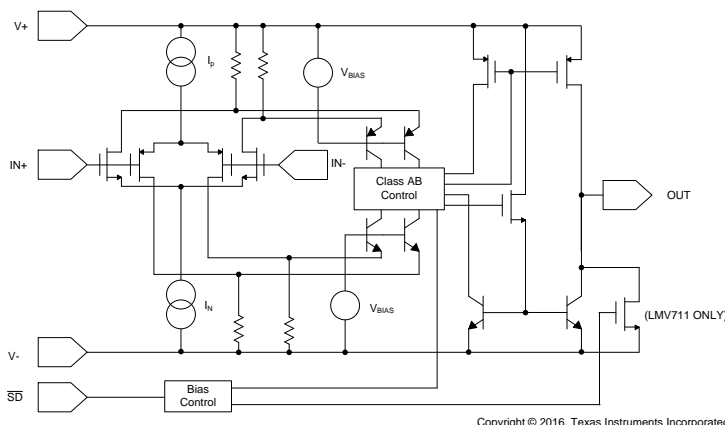 V+
IP
VBIAS
IN+
IN-
Class AB
Control
OUT
IN
VBIAS
(LMV711 ONLY)
V-
SD
Bias
Control
Copyright © 2016, Texas Instruments Incorporated